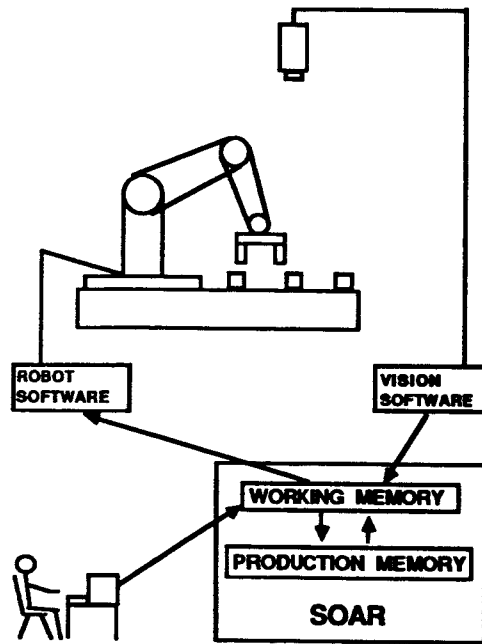 ROBOT
SOFTWARE
VISION
SOFTWARE
WORKING MEMORY
PRODUCTION MEMORY
SOAR